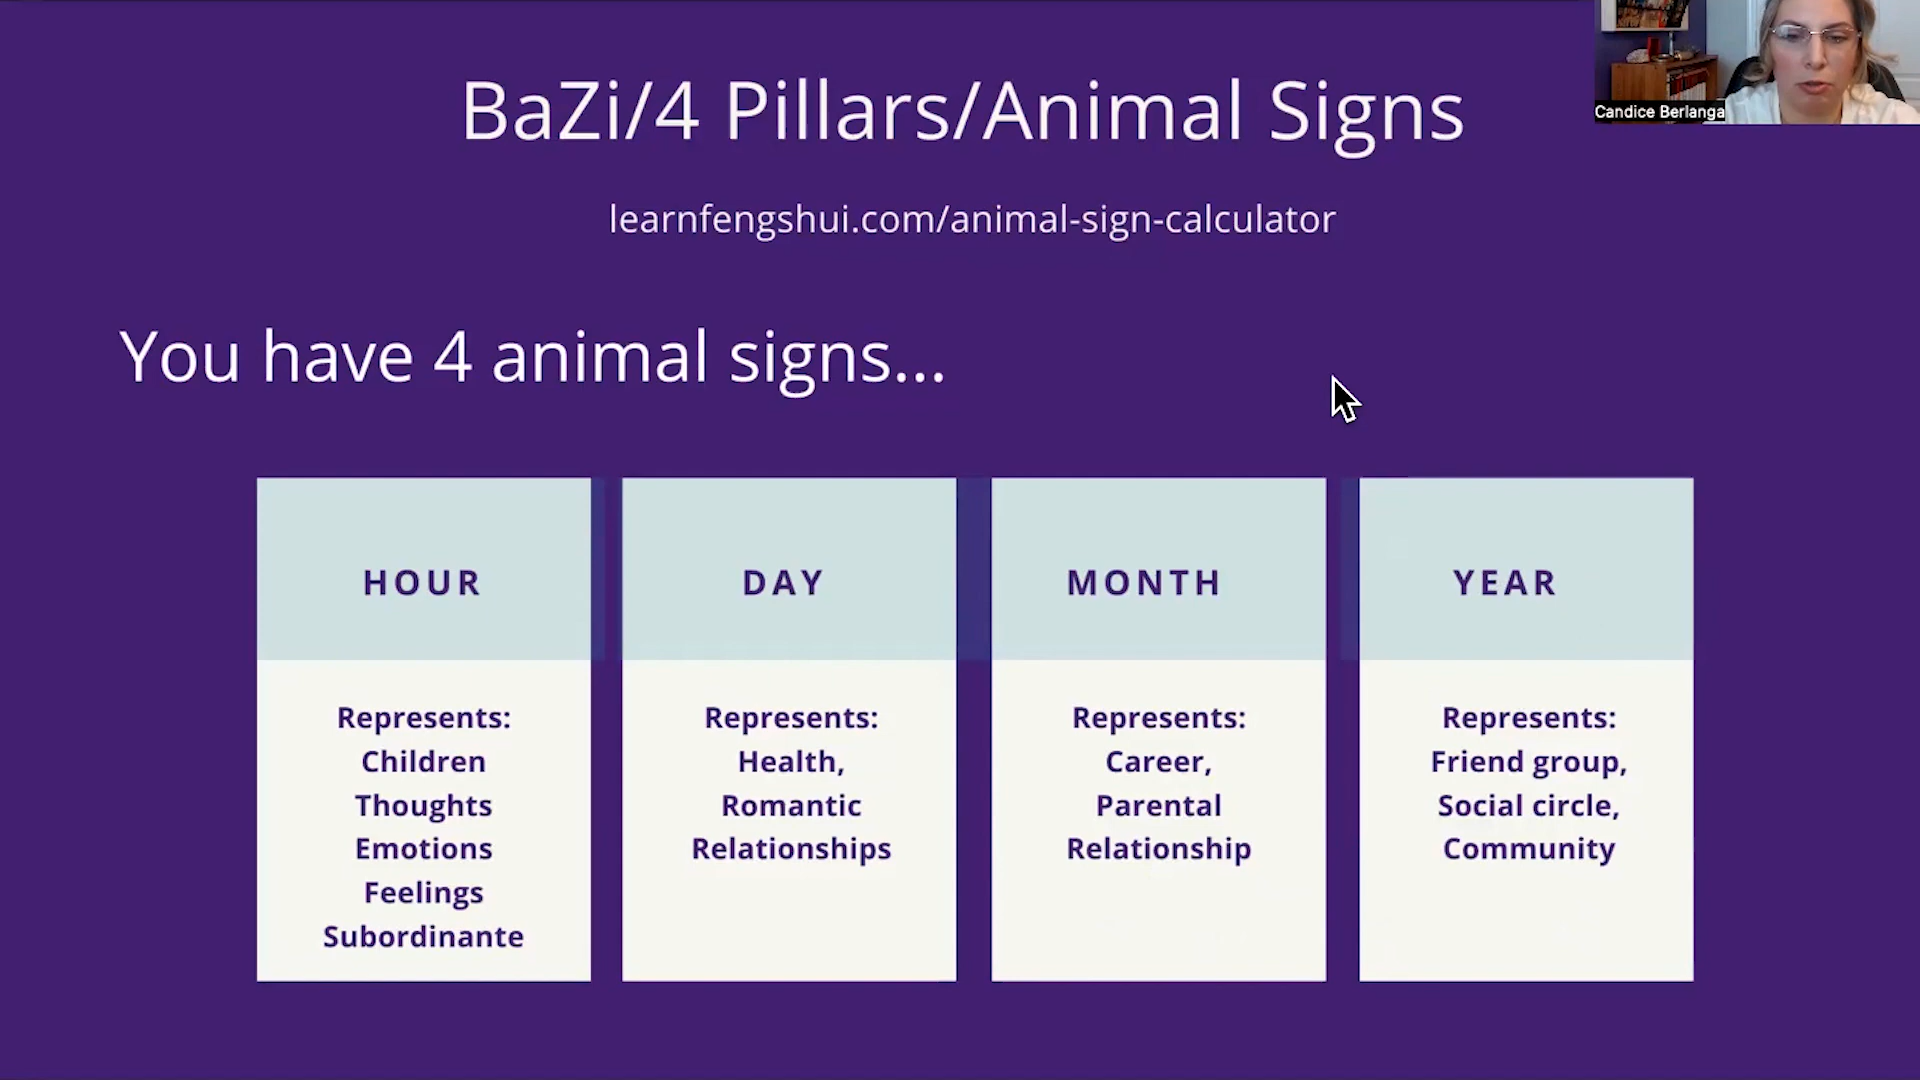 BaZi/4 Pillars/Animal Signs
Candice Berlanga
learnfengshui.com/animal-sign-calculator
You have 4 animal signs...
HOUR
Represents:
Children
Thoughts
Emotions
Feelings
Subordinante
DAY
Represents:
Health,
Romantic
Relationships
MONTH
Represents:
Career,
Parental
Relationship
YEAR
Represents:
Friend group,
Social circle,
Community